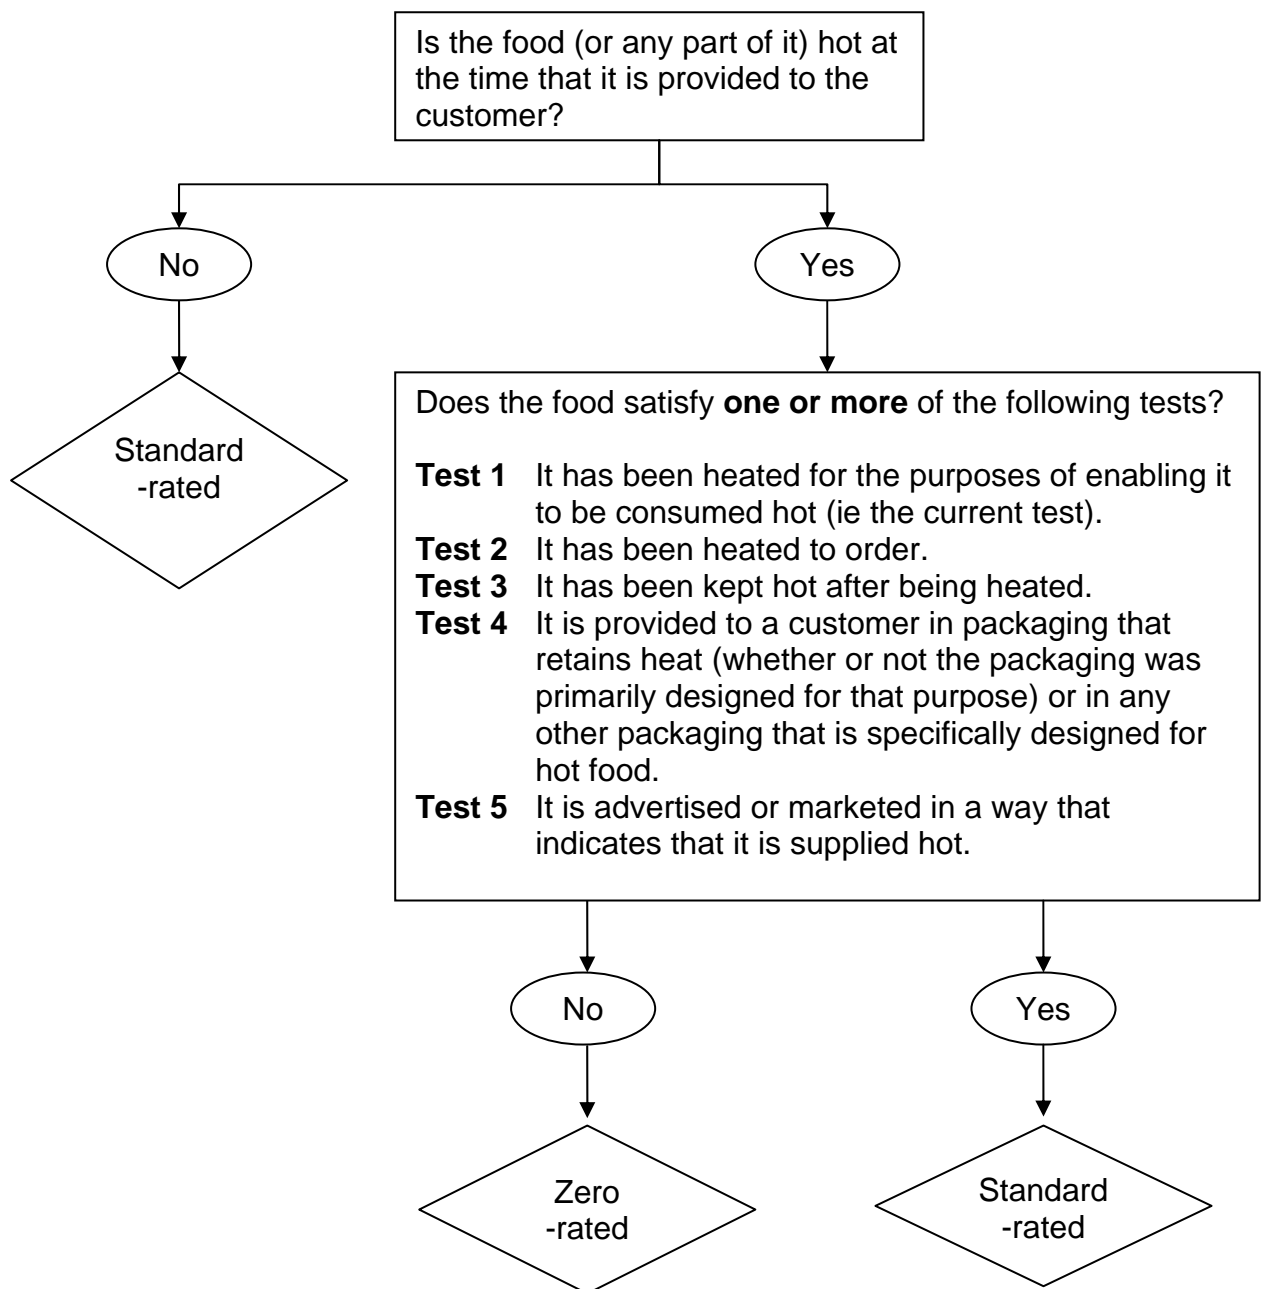 Is the food (or any part of it) hot at
the time that it is provided to the
customer?
No
Yes
Standard
-rated
Does the food satisfy one or more of the following tests?
Test 1 It has been heated for the purposes of enabling it
to be consumed hot (ie the current test).
Test 2 It has been heated to order.
Test 3 It has been kept hot after being heated.
Test 4 It is provided to a customer in packaging that
retains heat (whether or not the packaging was
primarily designed for that purpose) or in any
other packaging that is specifically designed for
hot food.
Test 5 It is advertised or marketed in a way that
indicates that it is supplied hot.
No
Yes
Zero
-rated
Standard
-rated